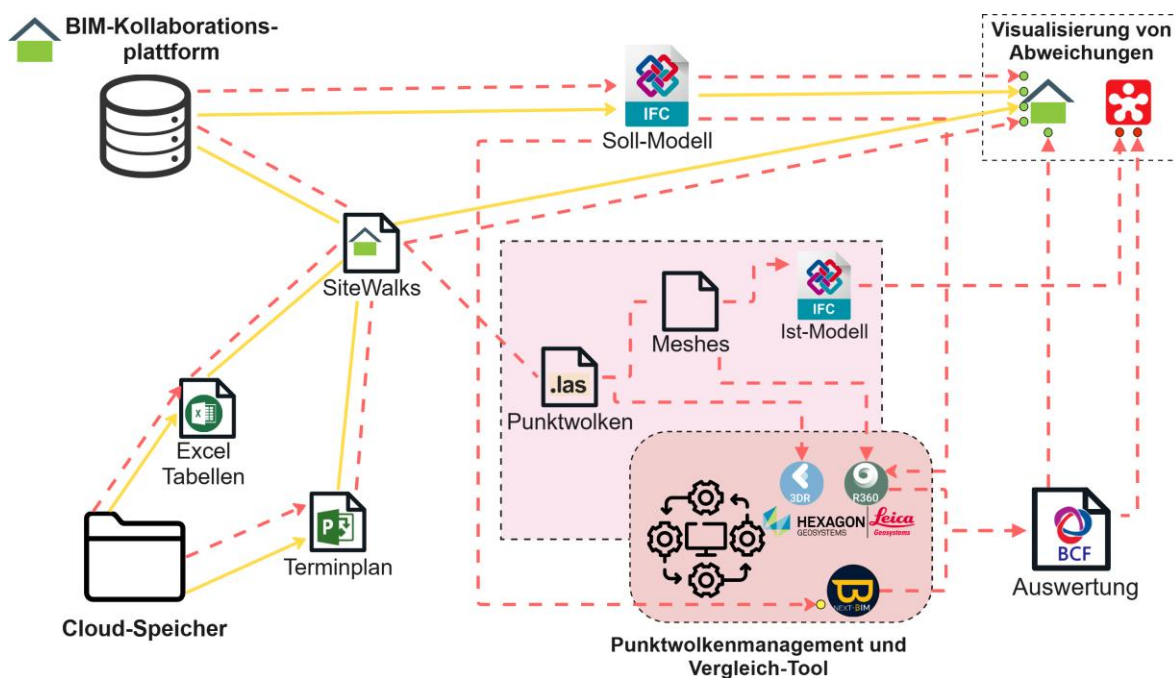 BIM-Kollaborations-
plattform
Visualisierung von
Abweichungen
IFC
Soll-Modell
SiteWalks
IFC
Ist-Modell
Meshes
.las
Punktwolken
X
Excel
Tabellen
P
Terminplan
Cloud-Speicher
3DR
R360
HEXAGON
GEOSYSTEMS
Leica
Geosystems
NEXT-BIM
BCF
Auswertung
Punktwolkenmanagement und
Vergleich-Tool